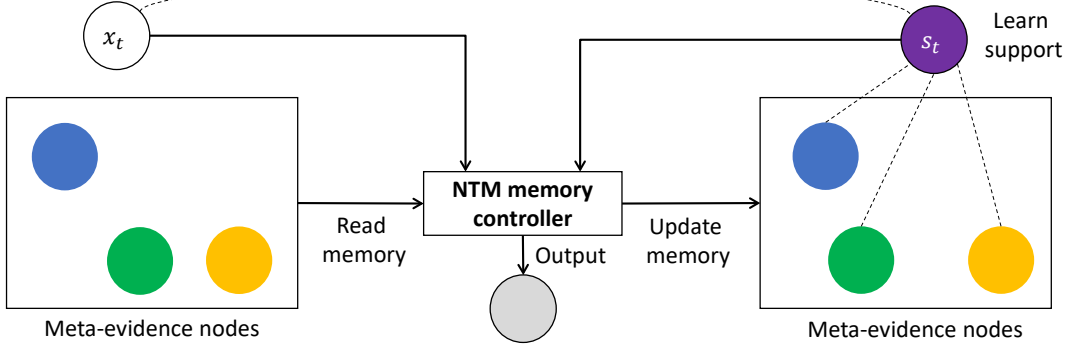 x_t
s_t
Learn
support
NTM memory
controller
Read
memory
Update
memory
Output
Meta-evidence nodes
Meta-evidence nodes